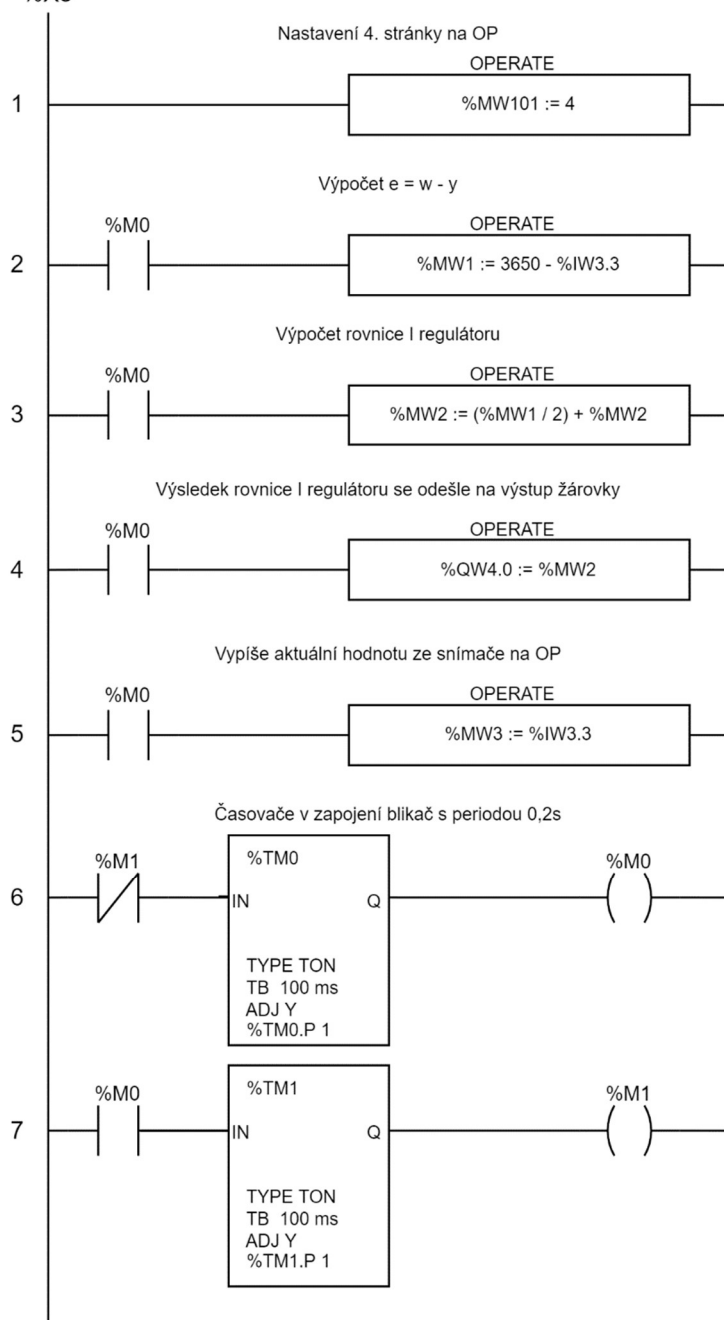 Nastavení 4. stránky na OP
OPERATE
1
%MW101 := 4
Výpočet e = w - y
%M0
OPERATE
2
%MW1 := 3650 - %IW3.3
Výpočet rovnice I regulátoru
%M0
OPERATE
3
%MW2 := (%MW1 / 2) + %MW2
Výsledek rovnice I regulátoru se odešle na výstup žárovky
%M0
OPERATE
4
%QW4.0 := %MW2
Vypíše aktuální hodnotu ze snímače na OP
%M0
OPERATE
5
%MW3 := %IW3.3
Časovače v zapojení blikač s periodou 0,2s
%M1
%TM0
%M0
6
IN
Q
TYPE TON
TB 100 ms
ADJ Y
%TM0.P 1
%M0
%TM1
%M1
7
IN
Q
TYPE TON
TB 100 ms
ADJ Y
%TM1.P 1